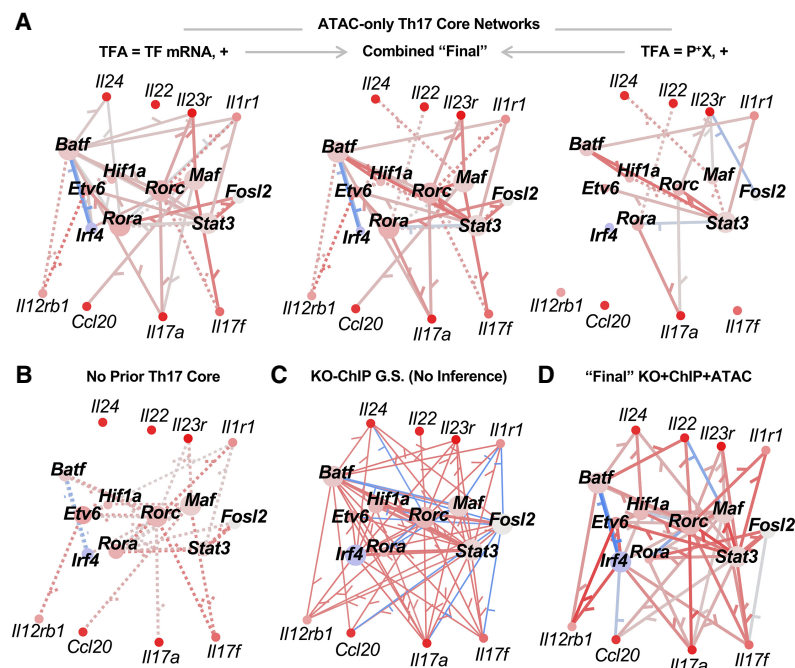 A
ATAC-only Th17 Core Networks
TFA = TF mRNA, +
Combined “Final”
TFA = P⁺X, +
Il24
Il22
Il23r
Il1r1
Batf
Hif1a
Maf
Etv6
Rorc
Fosl2
Rora
Stat3
Irf4
Il12rb1
Ccl20
Il17a
Il17f
Il24
Il22
Il23r
Il1r1
Batf
Hif1a
Maf
Etv6
Rorc
Fosl2
Rora
Stat3
Irf4
Il12rb1
Ccl20
Il17a
Il17f
Il24
Il22
Il23r
Il1r1
Batf
Hif1a
Maf
Etv6
Rorc
Fosl2
Rora
Stat3
Irf4
Il12rb1
Ccl20
Il17a
Il17f
B
No Prior Th17 Core
Il24
Il22
Il23r
Il1r1
Batf
Hif1a
Maf
Etv6
Rorc
Fosl2
Rora
Stat3
Irf4
Il12rb1
Ccl20
Il17a
Il17f
C
KO-ChIP G.S. (No Inference)
Il24
Il22
Il23r
Il1r1
Batf
Hif1a
Maf
Etv6
Rorc
Fosl2
Rora
Stat3
Irf4
Il12rb1
Ccl20
Il17a
Il17f
D
“Final” KO+ChIP+ATAC
Il24
Il22
Il23r
Il1r1
Batf
Hif1a
Maf
Etv6
Rorc
Fosl2
Rora
Stat3
Irf4
Il12rb1
Ccl20
Il17a
Il17f